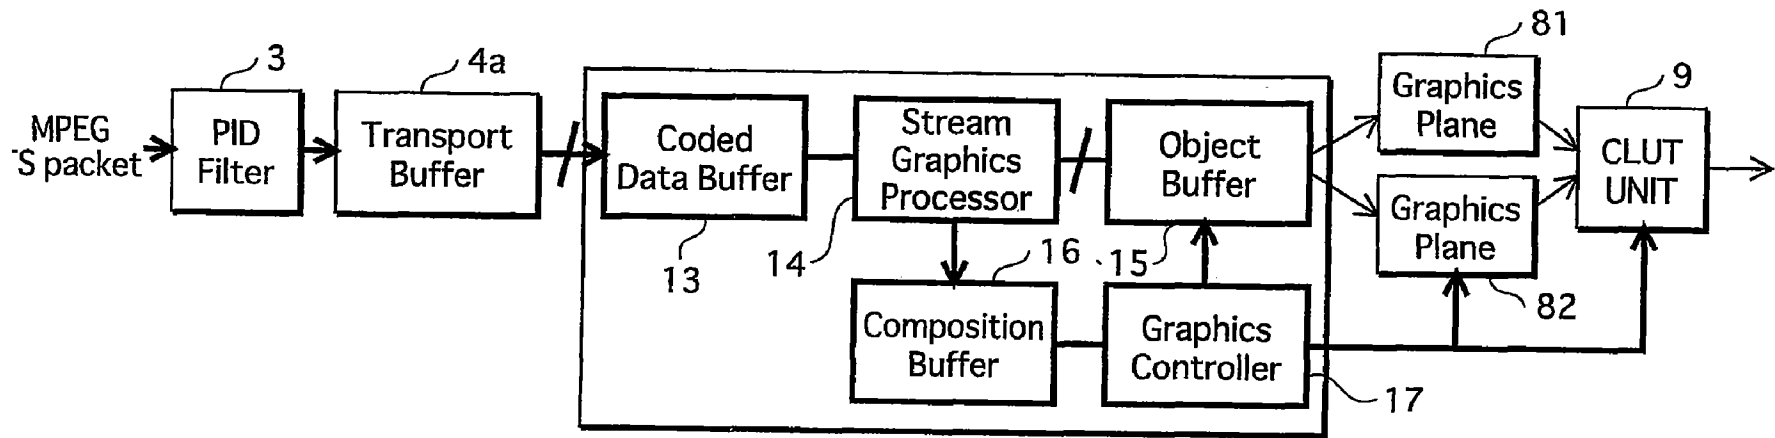 MPEG
-S packet
3
PID
Filter
4a
Transport
Buffer
Coded
Data Buffer
13
Stream
Graphics
Processor
14
Object
Buffer
15
16
Composition
Buffer
Graphics
Controller
17
81
Graphics
Plane
Graphics
Plane
82
9
CLUT
UNIT